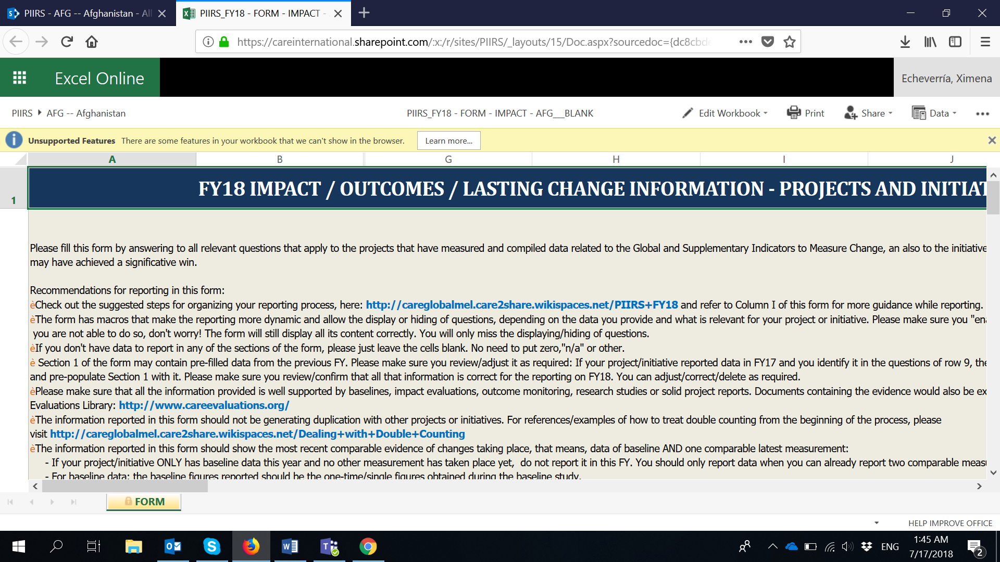 PIIRS - AFG -- Afghanistan - All
PIIRS_FY18 - FORM - IMPACT -
https://careinternational.sharepoint.com/:x:/r/sites/PIIRS/_layouts/15/Doc.aspx?sourcedoc={dc8cbde
Excel Online
Echeverría, Ximena
PIIRS AFG -- Afghanistan
PIIRS_FY18 - FORM - IMPACT - AFG__BLANK
Edit Workbook
Print
Share
Data
Unsupported Features There are some features in your workbook that we can't show in the browser. Learn more...
A B G H I J
1
FY18 IMPACT / OUTCOMES / LASTING CHANGE INFORMATION - PROJECTS AND INITIAT
Please fill this form by answering to all relevant questions that apply to the projects that have measured and compiled data related to the Global and Supplementary Indicators to Measure Change, an also to the initiative
may have achieved a significative win.
Recommendations for reporting in this form:
èCheck out the suggested steps for organizing your reporting process, here: http://careglobalmel.care2share.wikispaces.net/PIIRS+FY18 and refer to Column I of this form for more guidance while reporting.
èThe form has macros that make the reporting more dynamic and allow the display or hiding of questions, depending on the data you provide and what is relevant for your project or initiative. Please make sure you "ena
you are not able to do so, don't worry! The form will still display all its content correctly. You will only miss the displaying/hiding of questions.
èIf you don't have data to report in any of the sections of the form, please just leave the cells blank. No need to put zero,"n/a" or other.
è Section 1 of the form may contain pre-filled data from the previous FY. Please make sure you review/adjust it as required: If your project/initiative reported data in FY17 and you identify it in the questions of row 9, the
and pre-populate Section 1 with it. Please make sure you review/confirm that all that information is correct for the reporting on FY18. You can adjust/correct/delete as required.
èPlease make sure that all the information provided is well supported by baselines, impact evaluations, outcome monitoring, research studies or solid project reports. Documents containing the evidence would also be ex
Evaluations Library: http://www.careevaluations.org/
èThe information reported in this form should not be generating duplication with other projects or initiatives. For references/examples of how to treat double counting from the beginning of the process, please
visit http://careglobalmel.care2share.wikispaces.net/Dealing+with+Double+Counting
èThe information reported in this form should show the most recent comparable evidence of changes taking place, that means, data of baseline AND one comparable latest measurement:
- If your project/initiative ONLY has baseline data this year and no other measurement has taken place yet, do not report it in this FY. You should only report data when you can already report two comparable measu
- For baseline data: the baseline figures reported should be the one-time/single figures obtained during the baseline study.
FORM
HELP IMPROVE OFFICE
ENG
1:45 AM
7/17/2018
2